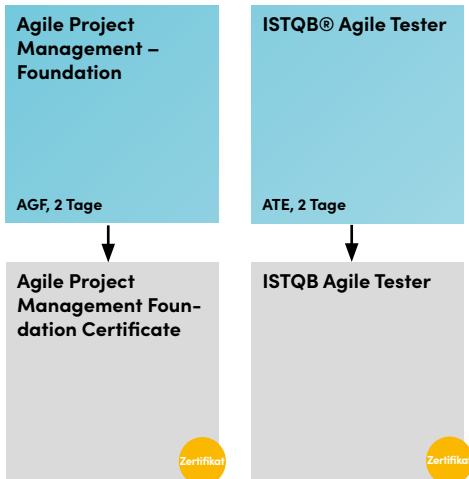 Agile Project
Management –
Foundation
AGF, 2 Tage
ISTQB® Agile Tester
ATE, 2 Tage
Agile Project
Management Foun-
dation Certificate
Zertifikat
ISTQB Agile Tester
Zertifikat